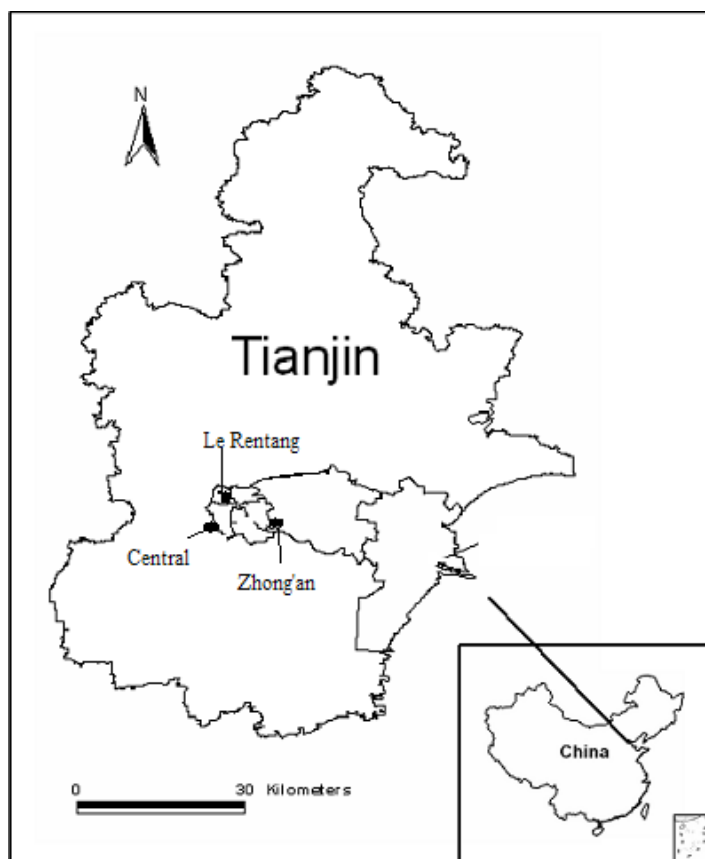 N
Tianjin
Le Rentang
Central
Zhong'an
China
0 30 Kilometers